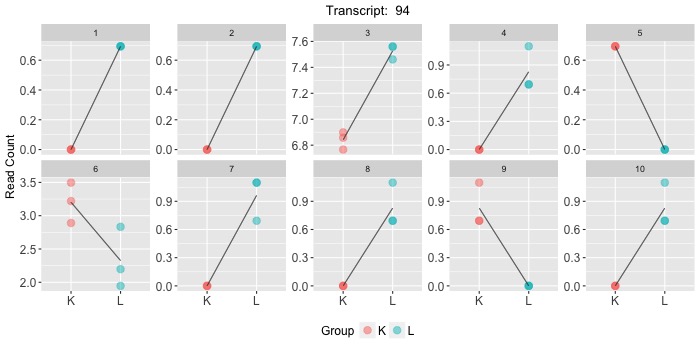 Transcript: 94
Read Count
1 2 3 4 5
0.6 0.4 0.2 0.0
0.6 0.4 0.2 0.0
7.6 7.4 7.2 7.0 6.8
0.9 0.6 0.3 0.0
0.6 0.4 0.2 0.0
6 7 8 9 10
3.5 3.0 2.5 2.0
0.9 0.6 0.3 0.0
0.9 0.6 0.3 0.0
0.9 0.6 0.3 0.0
0.9 0.6 0.3 0.0
K L K L K L K L K L
Group K L